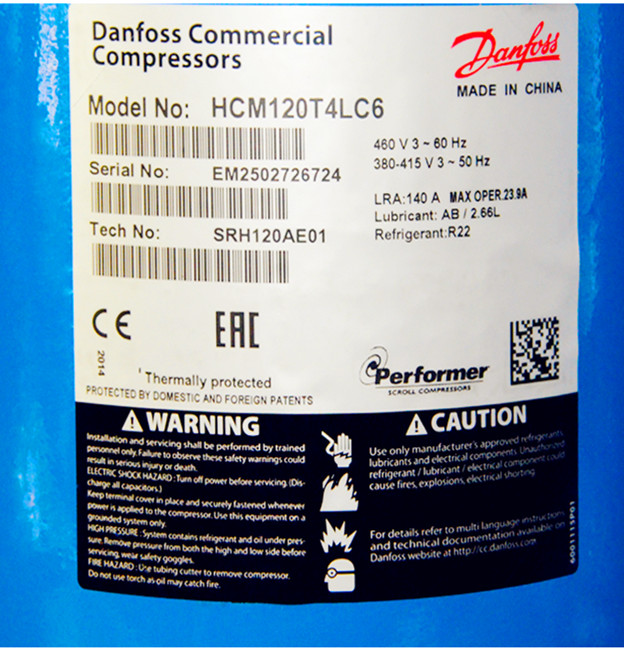 Danfoss Commercial
Compressors
Danfoss
MADE IN CHINA
Model No: HCM120T4LC6
460 V 3 ~ 60 Hz
380-415 V 3 ~ 50 Hz
Serial No: EM2502726724
LRA:140 A MAX OPER.23.9A
Lubricant: AB / 2.66L
Refrigerant:R22
Tech No: SRH120AE01
CE
2014
EAC
Thermally protected
PROTECTED BY DOMESTIC AND FOREIGN PATENTS
Performer
SCROLL COMPRESSORS
WARNING
Installation and servicing shall be performed by trained
personnel only. Failure to observe these safety warnings could
result in serious injury or death.
ELECTRIC SHOCK HAZARD : Turn off power before servicing. (Dis-
charge all capacitors.)
Keep terminal cover in place and securely fastened whenever
power is applied to the compressor. Use this equipment on a
grounded system only.
HIGH PRESSURE : System contains refrigerant and oil under pres-
sure. Remove pressure from both the high and low side before
servicing, wear safety goggles.
FIRE HAZARD : Use tubing cutter to remove compressor.
Do not use torch as oil may catch fire.
CAUTION
Use only manufacturer's approved refrigerants,
lubricants and electrical components. Unauthorized
refrigerant / lubricant / electrical component could
cause fires, explosions, electrical shorting.
For details refer to multi language instructions
and technical documentation available on
Danfoss website at http://cc.danfoss.com